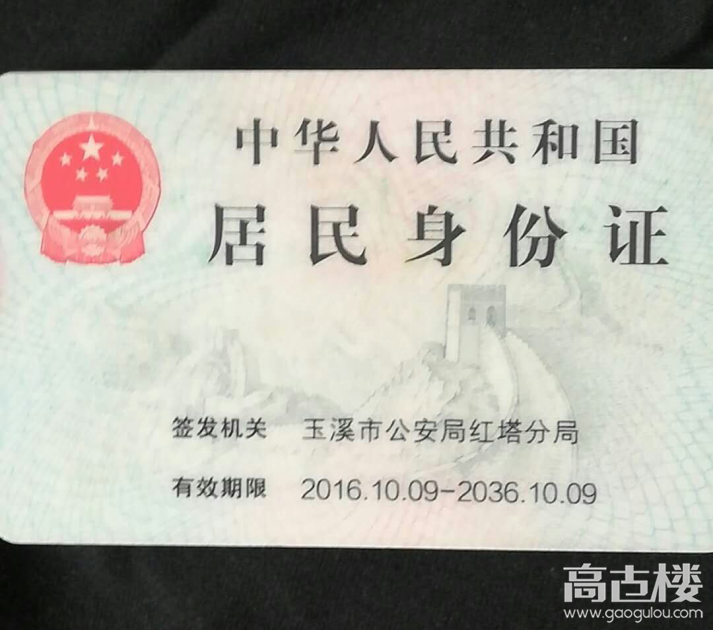 中华人民共和国
居民身份证
签发机关 玉溪市公安局红塔分局
有效期限 2016.10.09-2036.10.09
高古楼
www.gaogulou.com